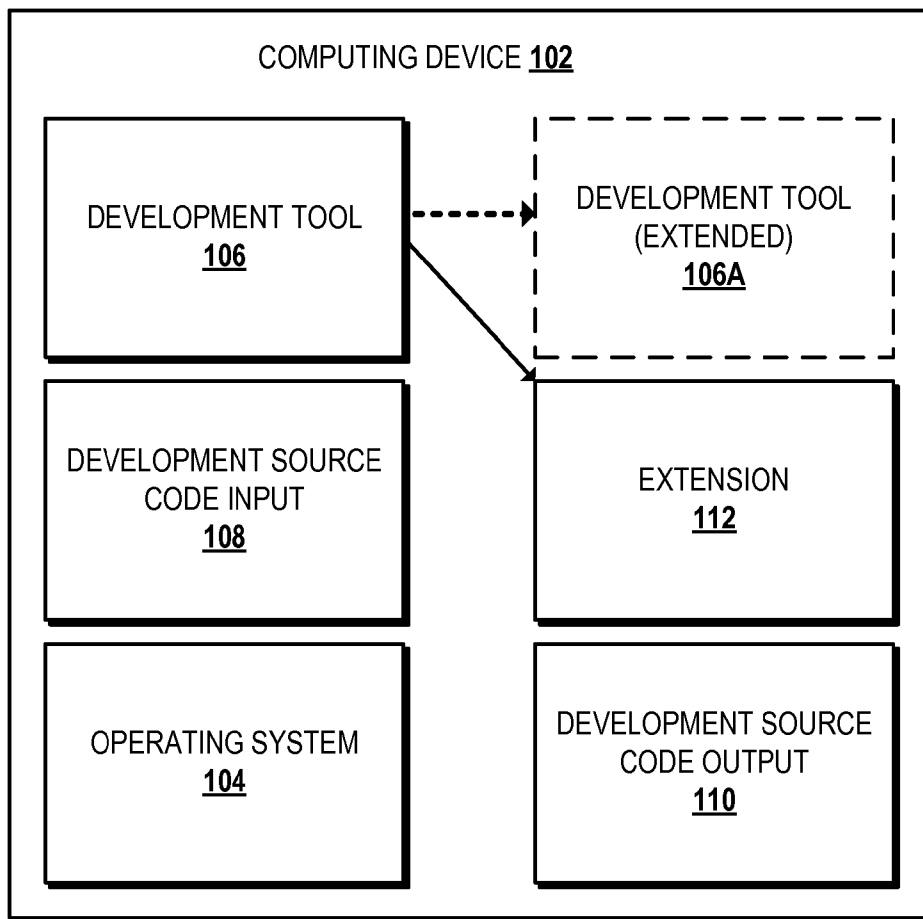 COMPUTING DEVICE 102
DEVELOPMENT TOOL
106
DEVELOPMENT TOOL
(EXTENDED)
106A
DEVELOPMENT SOURCE
CODE INPUT
108
EXTENSION
112
OPERATING SYSTEM
104
DEVELOPMENT SOURCE
CODE OUTPUT
110